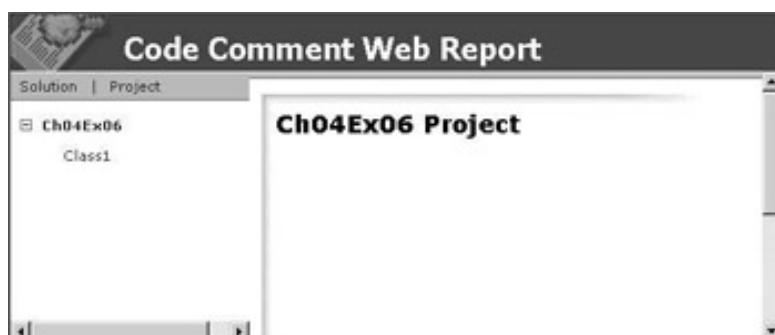 Code Comment Web Report
Solution | Project
Ch04Ex06
Class1
Ch04Ex06 Project